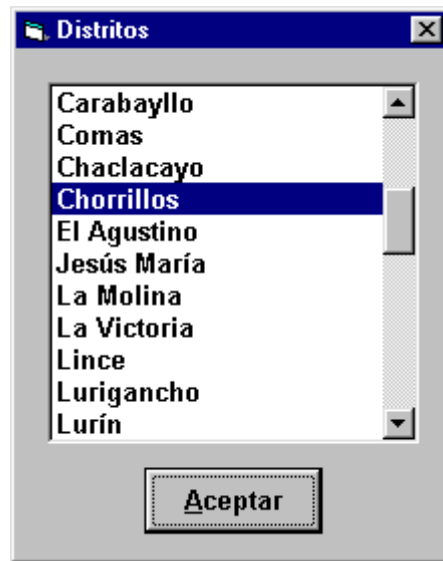 Distritos
Carabayllo
Comas
Chaclacayo
Chorrillos
El Agustino
Jesús María
La Molina
La Victoria
Lince
Lurigancho
Lurín
Aceptar